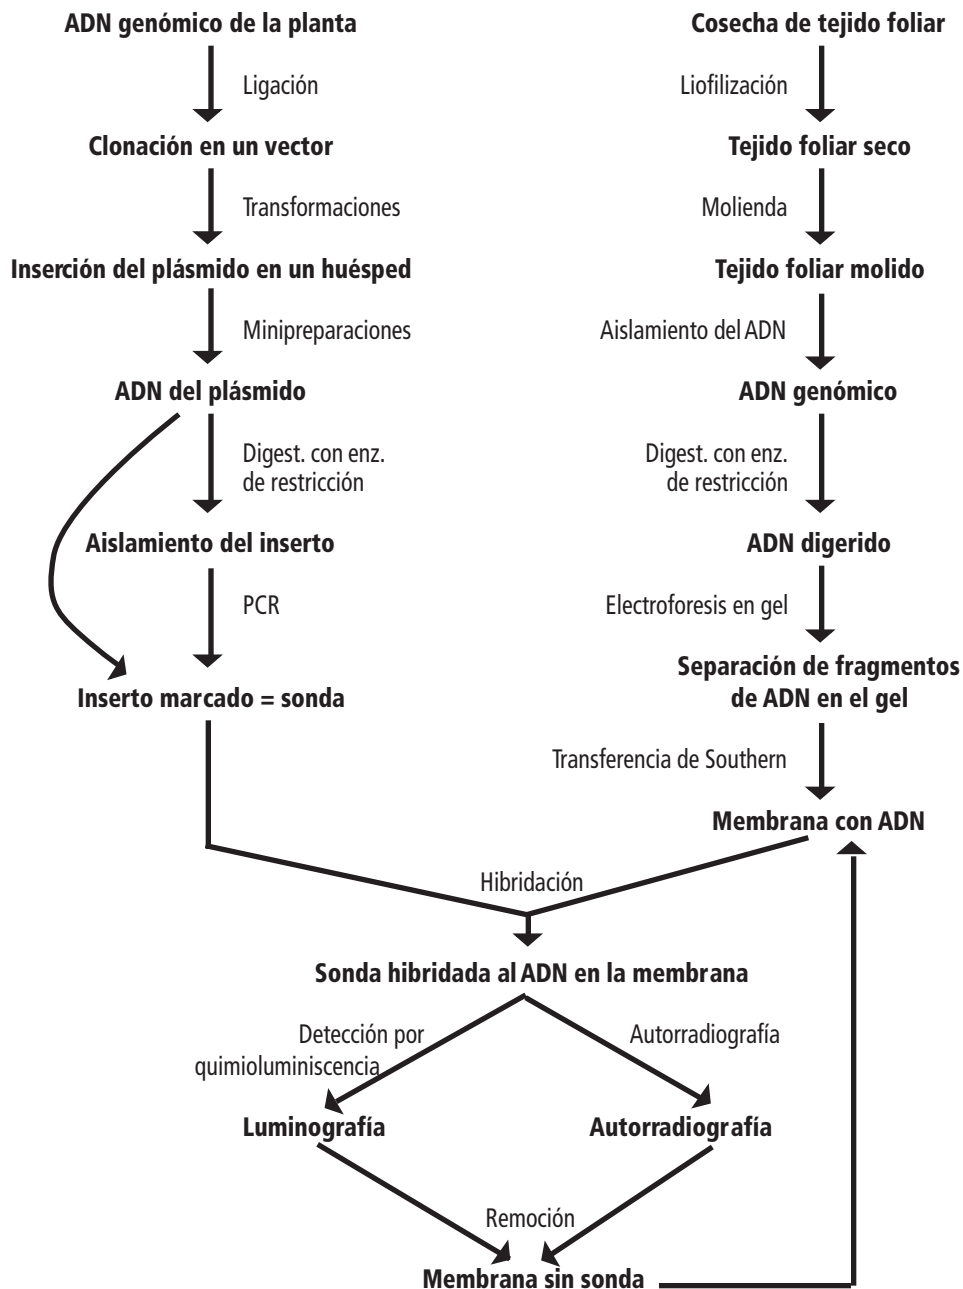 ADN genómico de la planta
Ligación
Clonación en un vector
Transformaciones
Inserción del plásmido en un huésped
Minipreparaciones
ADN del plásmido
Digest. con enz.
de restricción
Aislamiento del inserto
PCR
Inserto marcado = sonda
Cosecha de tejido foliar
Liofilización
Tejido foliar seco
Molienda
Tejido foliar molido
Aislamiento del ADN
ADN genómico
Digest. con enz.
de restricción
ADN digerido
Electroforesis en gel
Separación de fragmentos
de ADN en el gel
Transferencia de Southern
Membrana con ADN
Hibridación
Sonda hibridada al ADN en la membrana
Detección por
quimioluminiscencia
Autorradiografía
Luminografía
Autorradiografía
Remoción
Membrana sin sonda